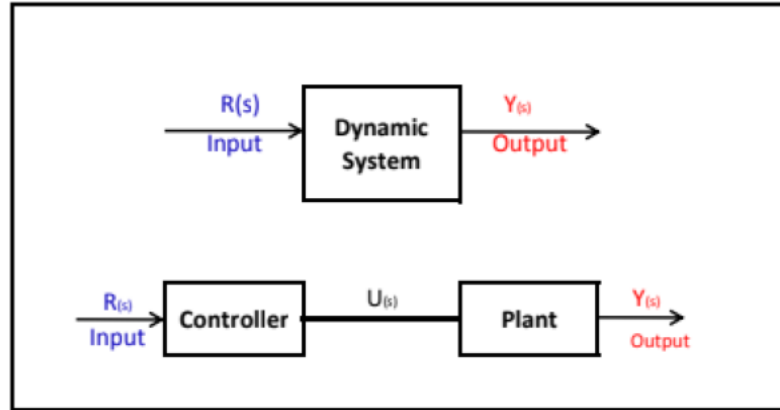 R(s)
Input
Dynamic
System
Y(s)
Output
R(s)
Input
Controller
U(s)
Plant
Y(s)
Output